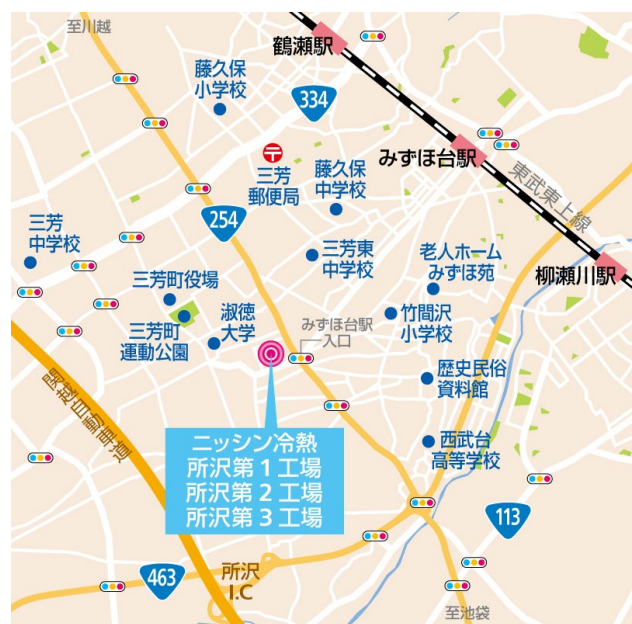 至川越
鶴瀬駅
藤久保
小学校
334
みずほ台駅
三芳
郵便局
藤久保
中学校
東武東上線
254
三芳
中学校
三芳東
中学校
老人ホーム
みずほ苑
柳瀬川駅
三芳町役場
淑徳
大学
みずほ台駅
入口
竹間沢
小学校
三芳町
運動公園
歴史民俗
資料館
関越自動車道
ニッシン冷熱
所沢第1工場
所沢第2工場
所沢第3工場
西武台
高等学校
113
463
所沢
I.C
至池袋